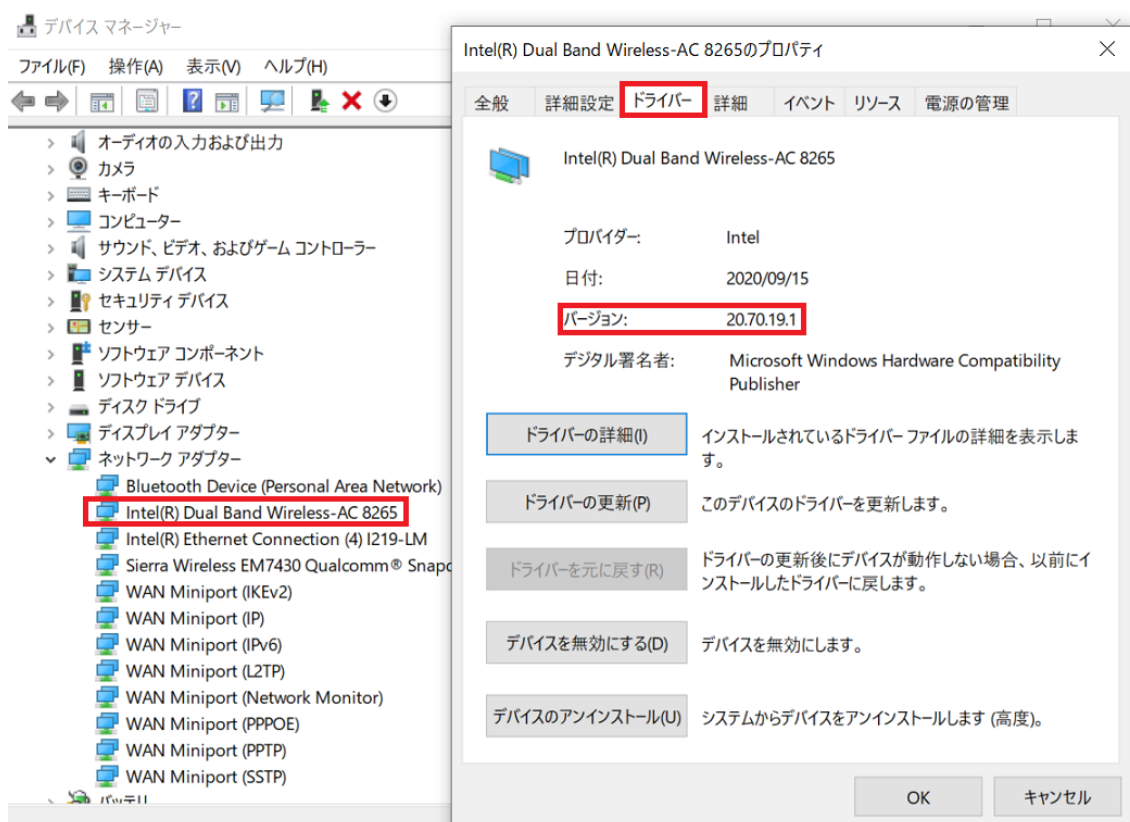 デバイス マネージャー
ファイル(F) 操作(A) 表示(V) ヘルプ(H)
オーディオの入力および出力
カメラ
キーボード
コンピューター
サウンド、ビデオ、およびゲーム コントローラー
システム デバイス
セキュリティ デバイス
センサー
ソフトウェア コンポーネント
ソフトウェア デバイス
ディスク ドライブ
ディスプレイ アダプター
ネットワーク アダプター
Bluetooth Device (Personal Area Network)
Intel(R) Dual Band Wireless-AC 8265
Intel(R) Ethernet Connection (4) I219-LM
Sierra Wireless EM7430 Qualcomm® Snapd
WAN Miniport (IKEv2)
WAN Miniport (IP)
WAN Miniport (IPv6)
WAN Miniport (L2TP)
WAN Miniport (Network Monitor)
WAN Miniport (PPPOE)
WAN Miniport (PPTP)
WAN Miniport (SSTP)
バッテリ
Intel(R) Dual Band Wireless-AC 8265のプロパティ
全般 詳細設定 ドライバー 詳細 イベント リソース 電源の管理
Intel(R) Dual Band Wireless-AC 8265
プロバイダー: Intel
日付: 2020/09/15
バージョン: 20.70.19.1
デジタル署名者: Microsoft Windows Hardware Compatibility
Publisher
ドライバーの詳細(I) インストールされているドライバー ファイルの詳細を表示しま
す。
ドライバーの更新(P) このデバイスのドライバーを更新します。
ドライバーを元に戻す(R) ドライバーの更新後にデバイスが動作しない場合、以前にイ
ンストールしたドライバーに戻します。
デバイスを無効にする(D) デバイスを無効にします。
デバイスのアンインストール(U) システムからデバイスをアンインストールします (高度)。
OK キャンセル